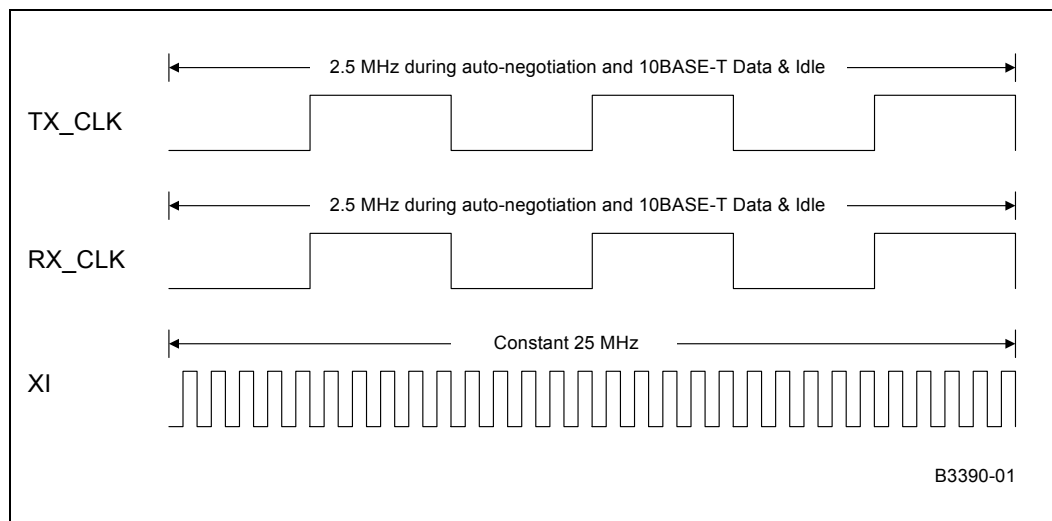 2.5 MHz during auto-negotiation and 10BASE-T Data & Idle
TX_CLK
2.5 MHz during auto-negotiation and 10BASE-T Data & Idle
RX_CLK
Constant 25 MHz
XI
B3390-01